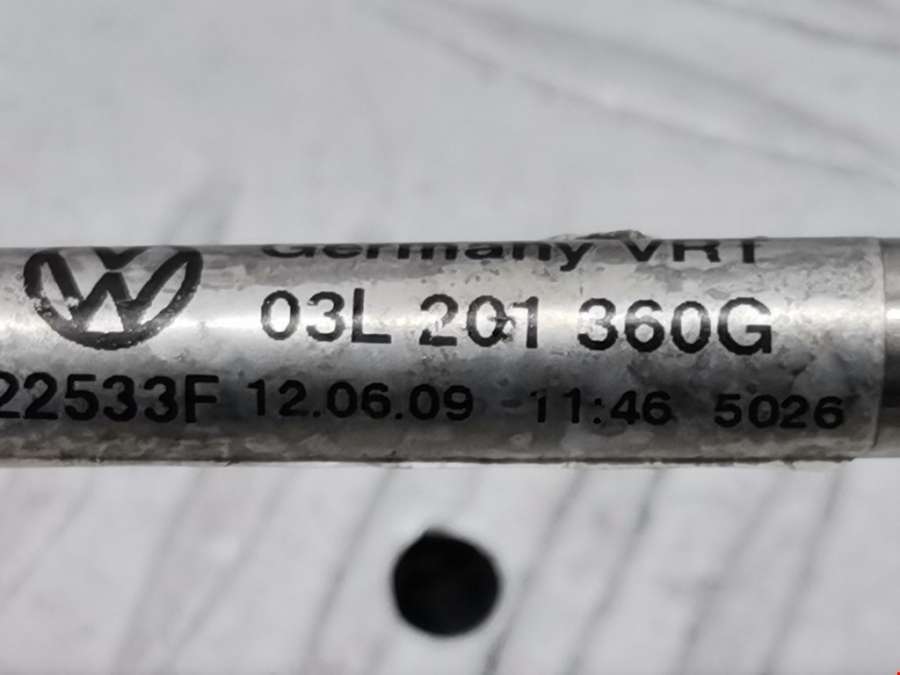 Germany VRT
03L 201 360G
22533F 12.06.09 11:46 5026